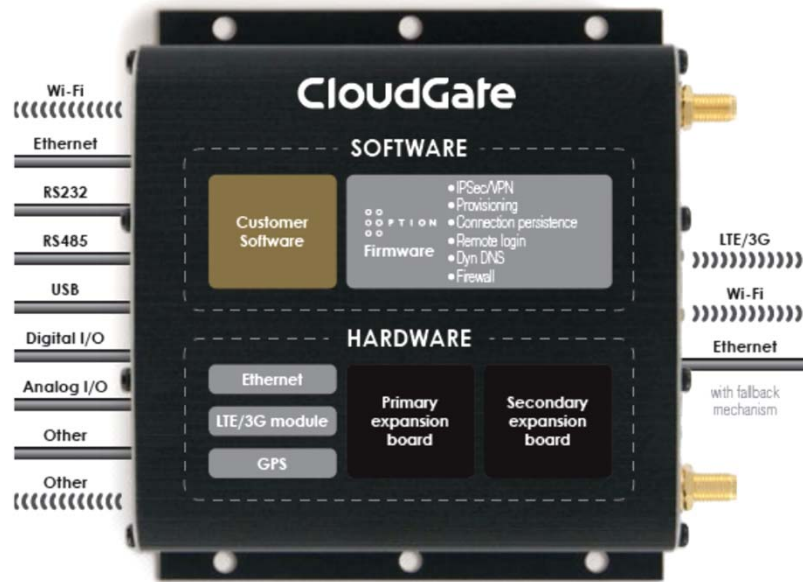 CloudGate
Wi-Fi
Ethernet
RS232
RS485
USB
Digital I/O
Analog I/O
Other
Other
SOFTWARE
Customer
Software
OPTION
Firmware
•IPSec/VPN
•Provisioning
•Connection persistence
•Remote login
•Dyn DNS
•Firewall
HARDWARE
Ethernet
LTE/3G module
GPS
Primary
expansion
board
Secondary
expansion
board
LTE/3G
Wi-Fi
Ethernet
with fallback
mechanism